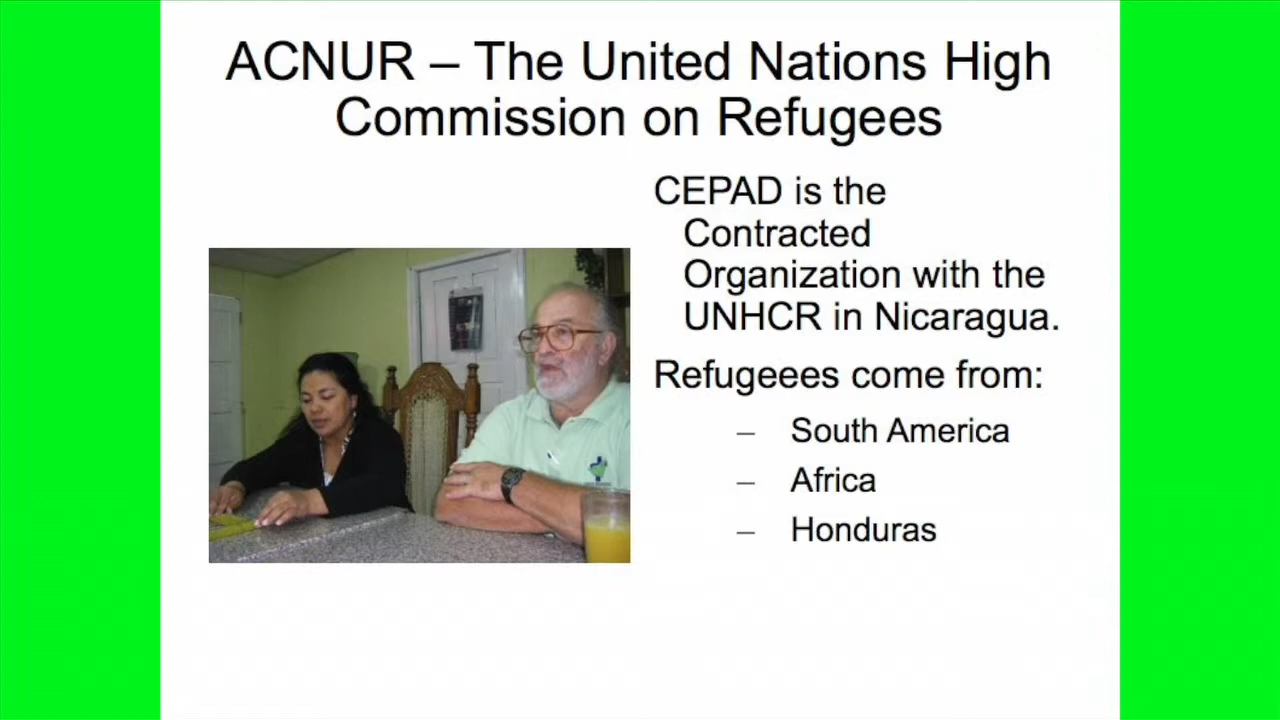 ACNUR – The United Nations High
Commission on Refugees
CEPAD is the
Contracted
Organization with the
UNHCR in Nicaragua.
Refugeees come from:
– South America
– Africa
– Honduras